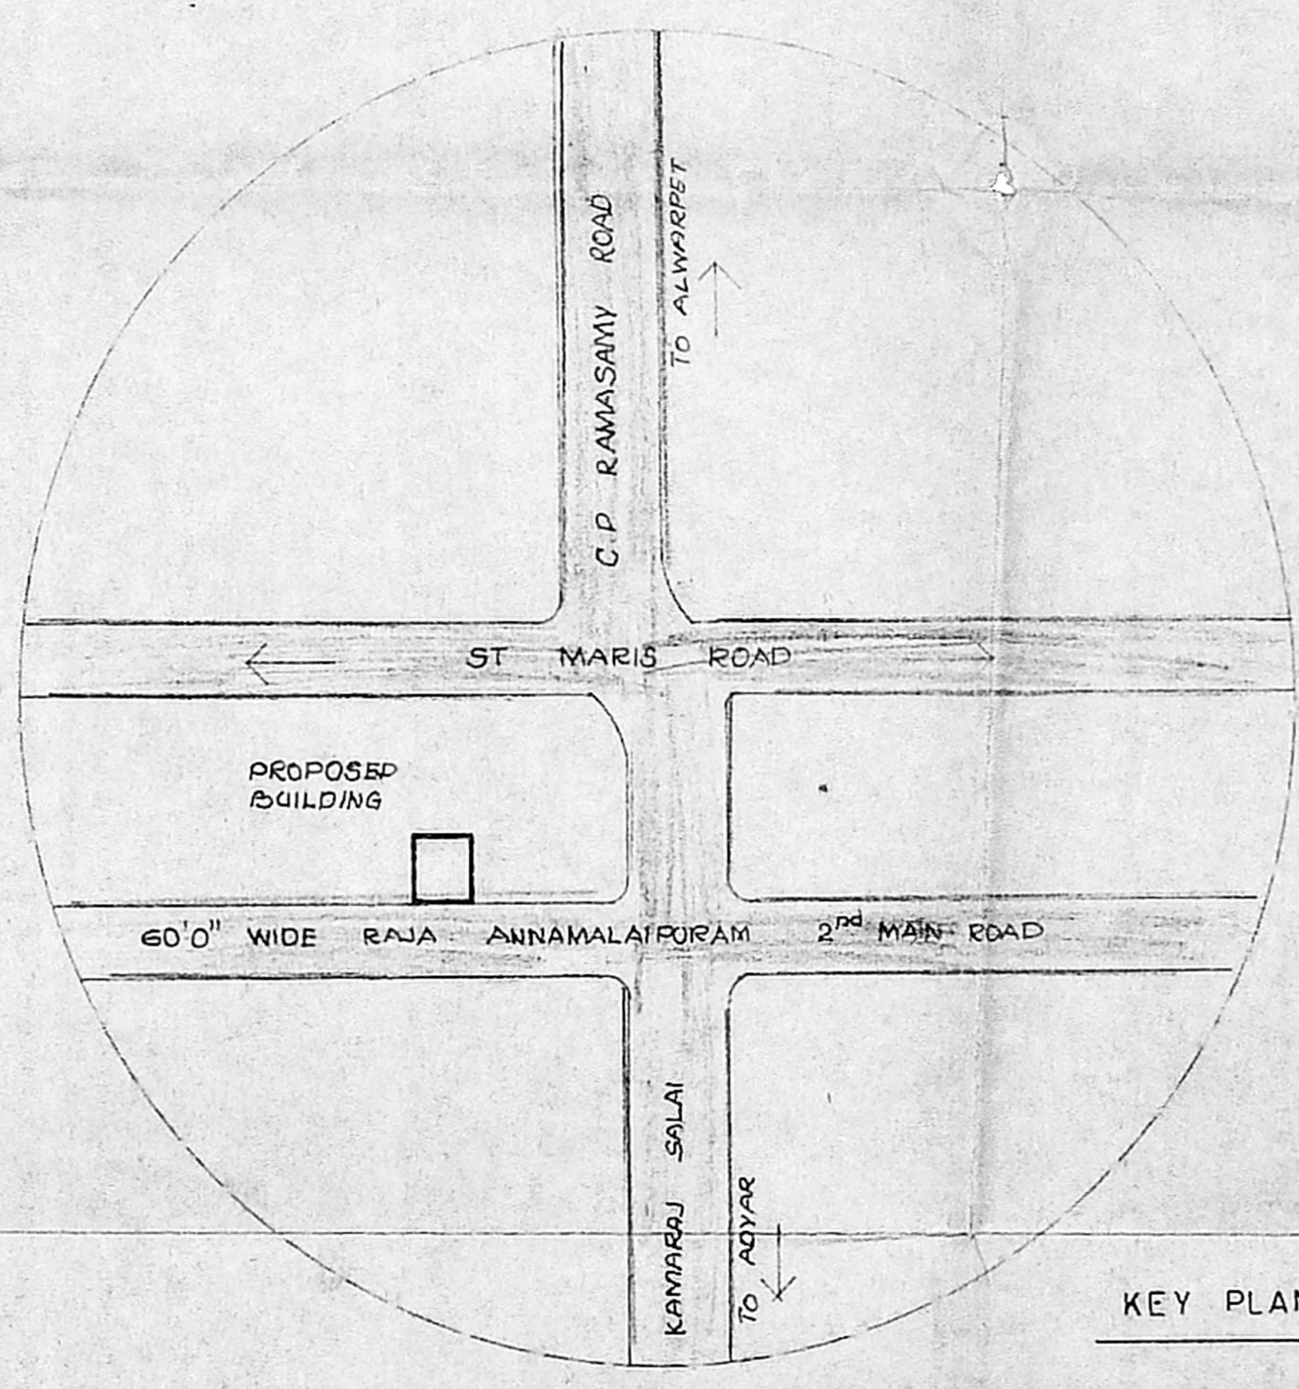 C.P RAMASAMY ROAD
TO ALWARPET
ST MARIS ROAD
PROPOSED
BUILDING
60'0" WIDE RAJA ANNAMALAIPURAM 2nd MAIN ROAD
KAMARAJ SALAI
TO ADYAR
KEY PLAN